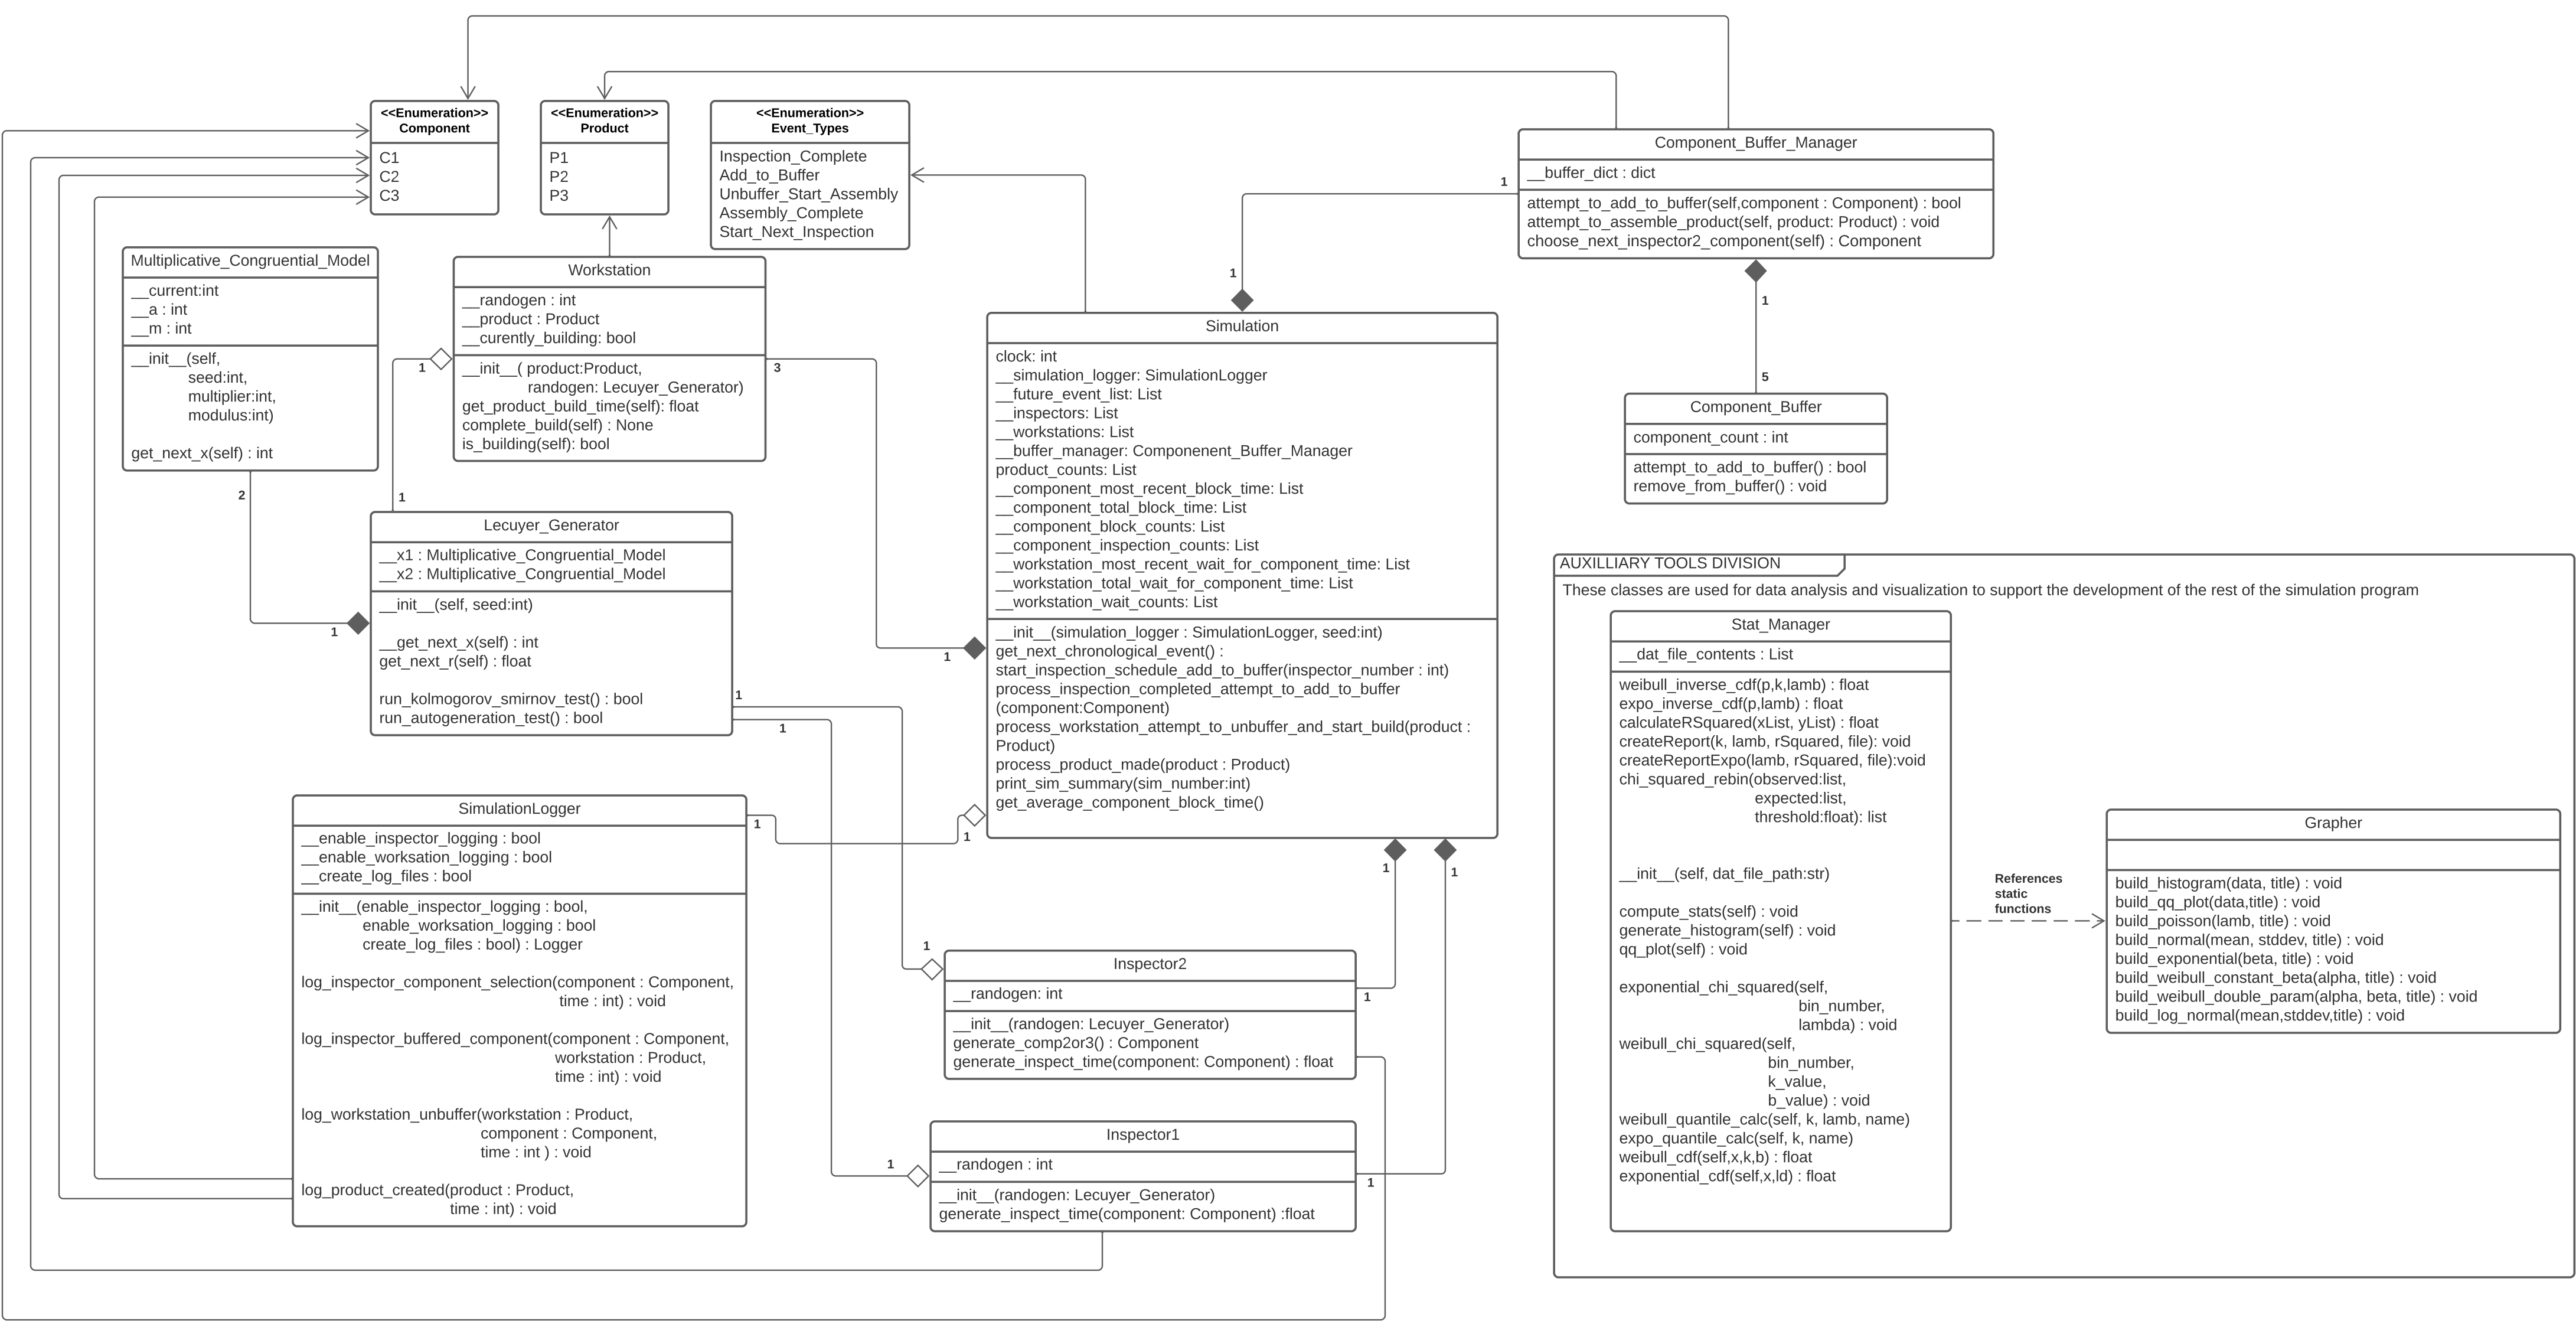 <<Enumeration>>
Component
C1
C2
C3
<<Enumeration>>
Product
P1
P2
P3
<<Enumeration>>
Event_Types
Inspection_Complete
Add_to_Buffer
Unbuffer_Start_Assembly
Assembly_Complete
Start_Next_Inspection
Component_Buffer_Manager
__buffer_dict : dict
attempt_to_add_to_buffer(self,component : Component) : bool
attempt_to_assemble_product(self, product: Product) : void
choose_next_inspector2_component(self) : Component
1
1
1
5
Multiplicative_Congruential_Model
__current:int
__a : int
__m : int
__init__(self,
seed:int,
multiplier:int,
modulus:int)
get_next_x(self) : int
2
1
Workstation
__randogen : int
__product : Product
__curently_building: bool
__init__( product:Product,
randogen: Lecuyer_Generator)
get_product_build_time(self): float
complete_build(self) : None
is_building(self): bool
1
1
3
1
Simulation
clock: int
__simulation_logger: SimulationLogger
__future_event_list: List
__inspectors: List
__workstations: List
__buffer_manager: Componenent_Buffer_Manager
product_counts: List
__component_most_recent_block_time: List
__component_total_block_time: List
__component_block_counts: List
__component_inspection_counts: List
__workstation_most_recent_wait_for_component_time: List
__workstation_total_wait_for_component_time: List
__workstation_wait_counts: List
__init__(simulation_logger : SimulationLogger, seed:int)
get_next_chronological_event() :
start_inspection_schedule_add_to_buffer(inspector_number : int)
process_inspection_completed_attempt_to_add_to_buffer
(component:Component)
process_workstation_attempt_to_unbuffer_and_start_build(product :
Product)
process_product_made(product : Product)
print_sim_summary(sim_number:int)
get_average_component_block_time()
Component_Buffer
component_count : int
attempt_to_add_to_buffer() : bool
remove_from_buffer() : void
Lecuyer_Generator
__x1 : Multiplicative_Congruential_Model
__x2 : Multiplicative_Congruential_Model
__init__(self, seed:int)
__get_next_x(self) : int
get_next_r(self) : float
run_kolmogorov_smirnov_test() : bool
run_autogeneration_test() : bool
1
1
SimulationLogger
__enable_inspector_logging : bool
__enable_worksation_logging : bool
__create_log_files : bool
__init__(enable_inspector_logging : bool,
enable_worksation_logging : bool
create_log_files : bool) : Logger
log_inspector_component_selection(component : Component,
time : int) : void
log_inspector_buffered_component(component : Component,
workstation : Product,
time : int) : void
log_workstation_unbuffer(workstation : Product,
component : Component,
time : int ) : void
log_product_created(product : Product,
time : int) : void
1
1
1
1
Inspector2
__randogen: int
__init__(randogen: Lecuyer_Generator)
generate_comp2or3() : Component
generate_inspect_time(component: Component) : float
1
1
Inspector1
__randogen : int
__init__(randogen: Lecuyer_Generator)
generate_inspect_time(component: Component) :float
1
1
AUXILLIARY TOOLS DIVISION
These classes are used for data analysis and visualization to support the development of the rest of the simulation program
Stat_Manager
__dat_file_contents : List
weibull_inverse_cdf(p,k,lamb) : float
expo_inverse_cdf(p,lamb) : float
calculateRSquared(xList, yList) : float
createReport(k, lamb, rSquared, file): void
createReportExpo(lamb, rSquared, file):void
chi_squared_rebin(observed:list,
expected:list,
threshold:float): list
__init__(self, dat_file_path:str)
compute_stats(self) : void
generate_histogram(self) : void
qq_plot(self) : void
exponential_chi_squared(self,
bin_number,
lambda) : void
weibull_chi_squared(self,
bin_number,
k_value,
b_value) : void
weibull_quantile_calc(self, k, lamb, name)
expo_quantile_calc(self, k, name)
weibull_cdf(self,x,k,b) : float
exponential_cdf(self,x,ld) : float
References
static
functions
Grapher
build_histogram(data, title) : void
build_qq_plot(data,title) : void
build_poisson(lamb, title) : void
build_normal(mean, stddev, title) : void
build_exponential(beta, title) : void
build_weibull_constant_beta(alpha, title) : void
build_weibull_double_param(alpha, beta, title) : void
build_log_normal(mean,stddev,title) : void